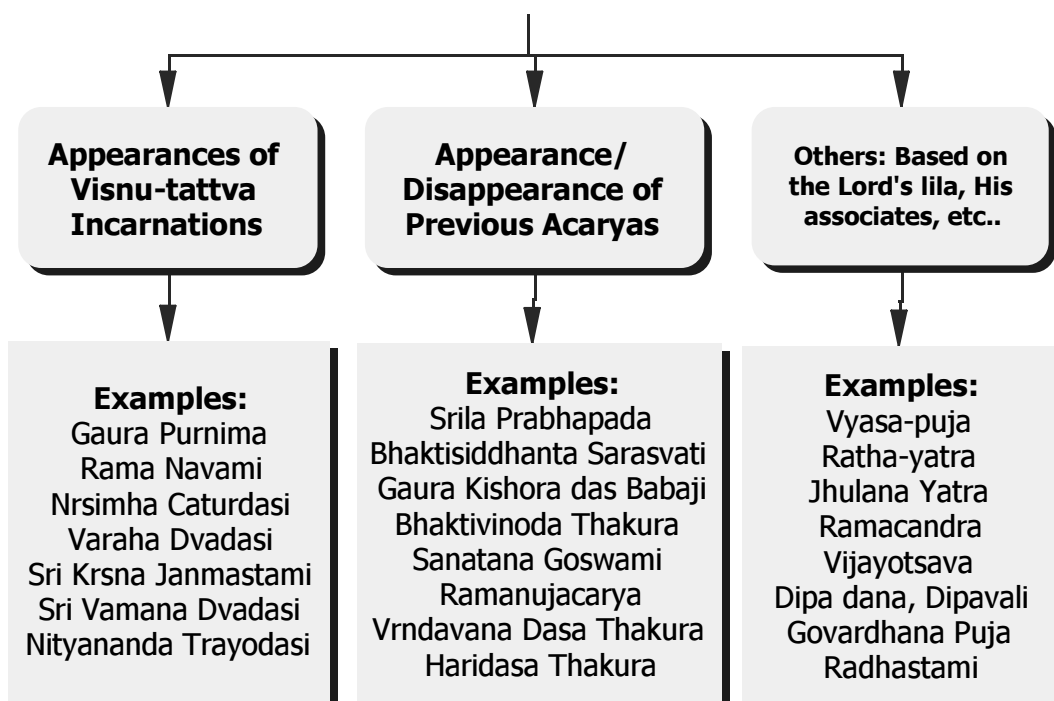 Appearances of
Visnu-tattva
Incarnations
Appearance/
Disappearance of
Previous Acaryas
Others: Based on
the Lord's lila, His
associates, etc..
Examples:
Gaura Purnima
Rama Navami
Nrsimha Caturdasi
Varaha Dvadasi
Sri Krsna Janmastami
Sri Vamana Dvadasi
Nityananda Trayodasi
Examples:
Srila Prabhapada
Bhaktisiddhanta Sarasvati
Gaura Kishora das Babaji
Bhaktivinoda Thakura
Sanatana Goswami
Ramanujacarya
Vrndavana Dasa Thakura
Haridasa Thakura
Examples:
Vyasa-puja
Ratha-yatra
Jhulana Yatra
Ramacandra
Vijayotsava
Dipa dana, Dipavali
Govardhana Puja
Radhastami